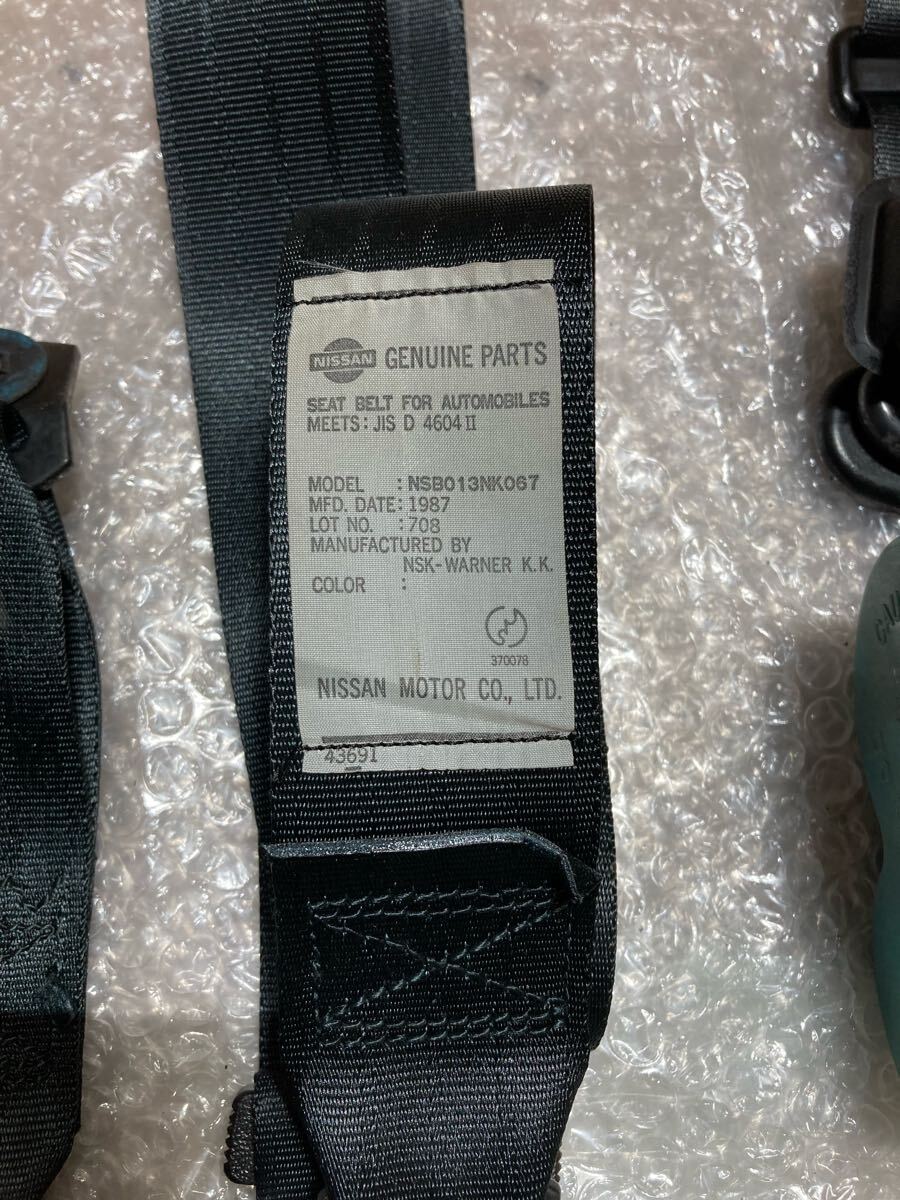 NISSAN GENUINE PARTS
SEAT BELT FOR AUTOMOBILES
MEETS: JIS D 4604 II
MODEL : NSB013NK067
MFD. DATE: 1987
LOT NO. : 708
MANUFACTURED BY
NSK-WARNER K.K.
COLOR :
370078
NISSAN MOTOR CO., LTD.
43691